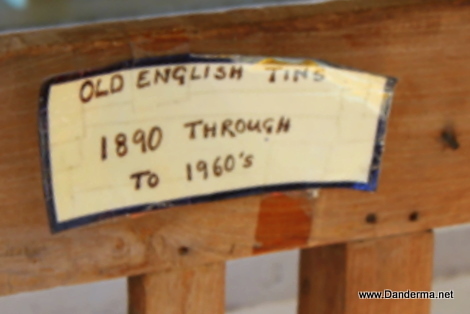 OLD ENGLISH TINS
1890 THROUGH
TO 1960's
www.Danderma.net